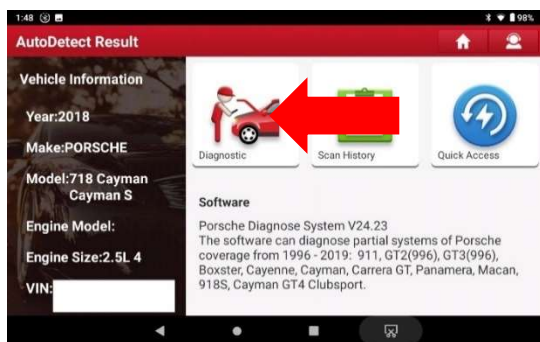 1:48
98%
AutoDetect Result
Vehicle Information
Year:2018
Make:PORSCHE
Model:718 Cayman
Cayman S
Engine Model:
Engine Size:2.5L 4
VIN:
Diagnostic
Scan History
Quick Access
Software
Porsche Diagnose System V24.23
The software can diagnose partial systems of Porsche
coverage from 1996 - 2019: 911, GT2(996), GT3(996),
Boxster, Cayenne, Cayman, Carrera GT, Panamera, Macan,
918S, Cayman GT4 Clubsport.